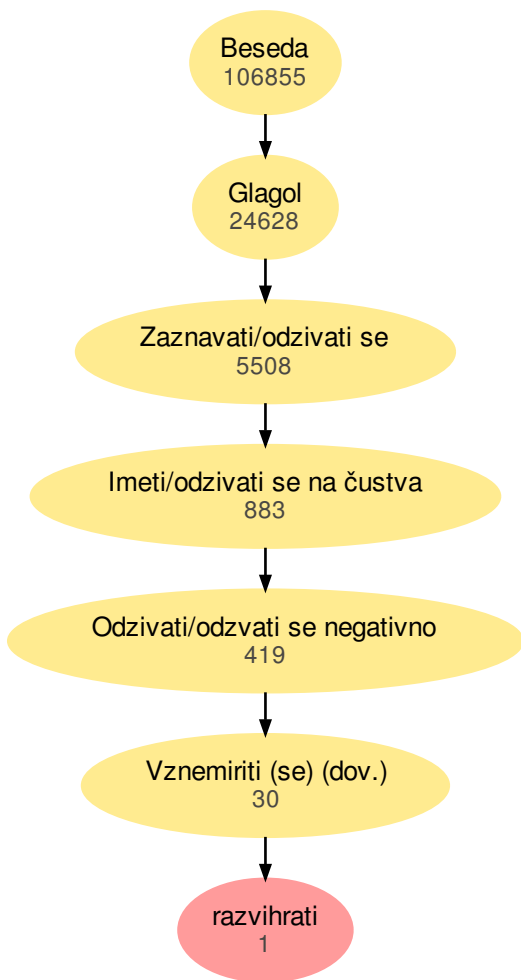 Beseda
106855
Glagol
24628
Zaznavati/odzivati se
5508
Imeti/odzivati se na čustva
883
Odzivati/odzvati se negativno
419
Vznemiriti (se) (dov.)
30
razvihrati
1